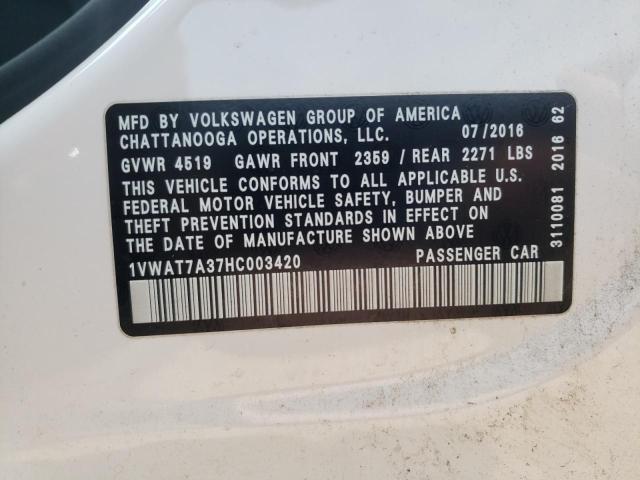 MFD BY VOLKSWAGEN GROUP OF AMERICA
CHATTANOOGA OPERATIONS, LLC. 07/2016
GVWR 4519 GAWR FRONT 2359 / REAR 2271 LBS
THIS VEHICLE CONFORMS TO ALL APPLICABLE U.S.
FEDERAL MOTOR VEHICLE SAFETY, BUMPER AND
THEFT PREVENTION STANDARDS IN EFFECT ON
THE DATE OF MANUFACTURE SHOWN ABOVE
1VWAT7A37HC003420 PASSENGER CAR
3110081 2016 62